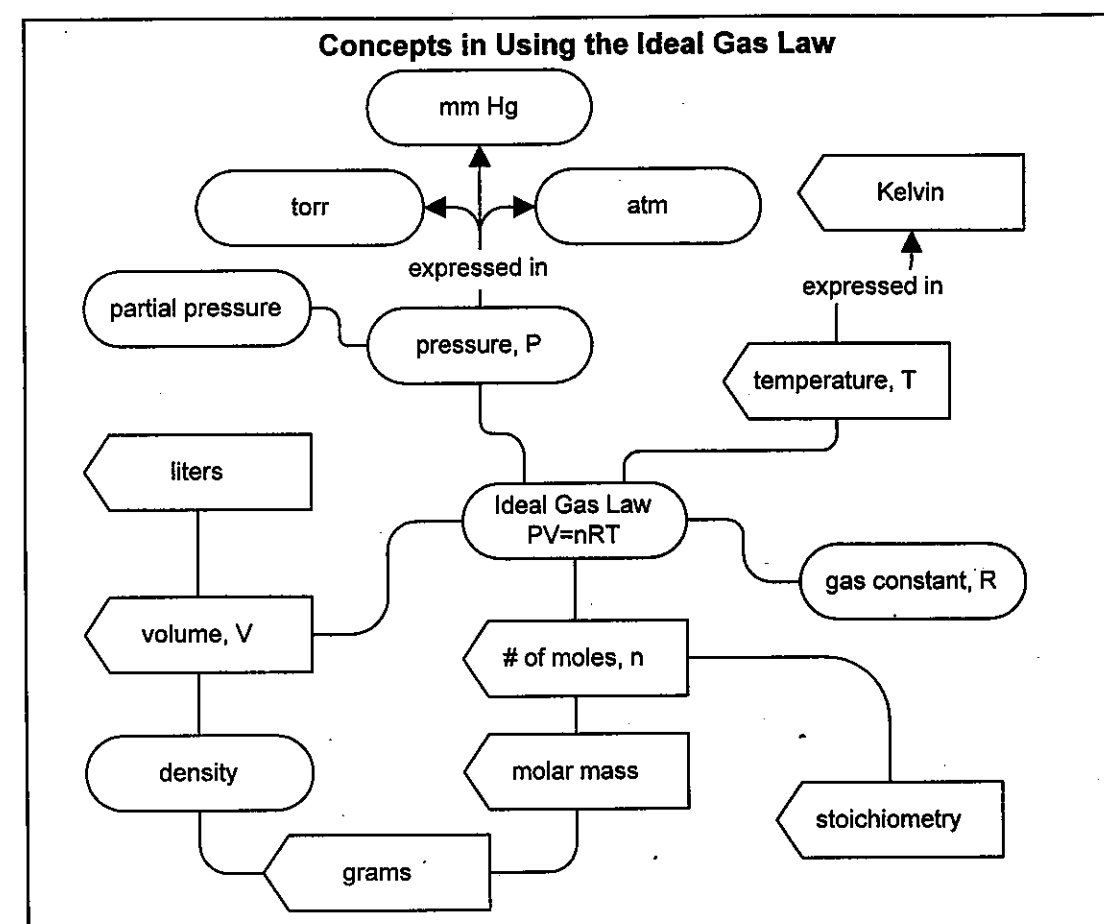 Concepts in Using the Ideal Gas Law
mm Hg
torr
atm
Kelvin
expressed in
expressed in
partial pressure
pressure, P
temperature, T
liters
Ideal Gas Law
PV=nRT
gas constant, R
volume, V
# of moles, n
density
molar mass
stoichiometry
grams